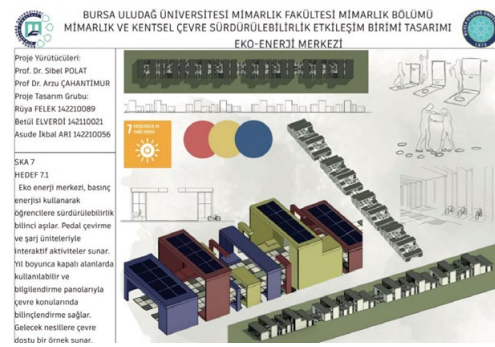 BURSA ULUDAĞ ÜNİVERSİTESİ MİMARLIK FAKÜLTESİ MİMARLIK BÖLÜMÜ
MİMARLIK VE KENTSEL ÇEVRE SÜRDÜRÜLEBİLİRLİK ETKİLEŞİM BİRİMİ TASARIMI
EKO-ENERJİ MERKEZİ
Proje Yürütücüleri:
Prof. Dr. Sibel POLAT
Prof Dr. Arzu ÇAHANTİMUR
Proje Tasarım Grubu:
Rüya FELEK 142210089
Betül ELVERDİ 142110021
Asude İkbal ARI 142210056
SKA 7
HEDEF 7.1
Eko enerji merkezi, basınç
enerjisi kullanarak
öğrencilere sürdürülebilirlik
bilinci aşılar. Pedal çevirme
ve şarj üniteleriyle
interaktif aktiviteler sunar.
Yıl boyunca kapalı alanlarda
kullanılabilir ve
bilgilendirme panolarıyla
çevre konularında
bilinçlendirme sağlar.
Gelecek nesillere çevre
dostu bir örnek sunar.
7